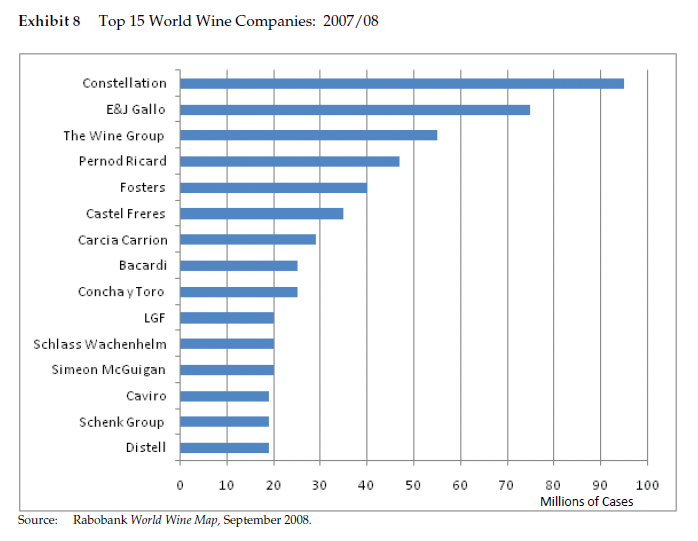 Exhibit 8 Top 15 World Wine Companies: 2007/08
Constellation
E&J Gallo
The Wine Group
Pernod Ricard
Fosters
Castel Freres
Carcia Carrion
Bacardi
Concha y Toro
LGF
Schlass Wachenhelm
Simeon McGuigan
Caviro
Schenk Group
Distell
0 10 20 30 40 50 60 70 80 90 100
Millions of Cases
Source: Rabobank World Wine Map, September 2008.